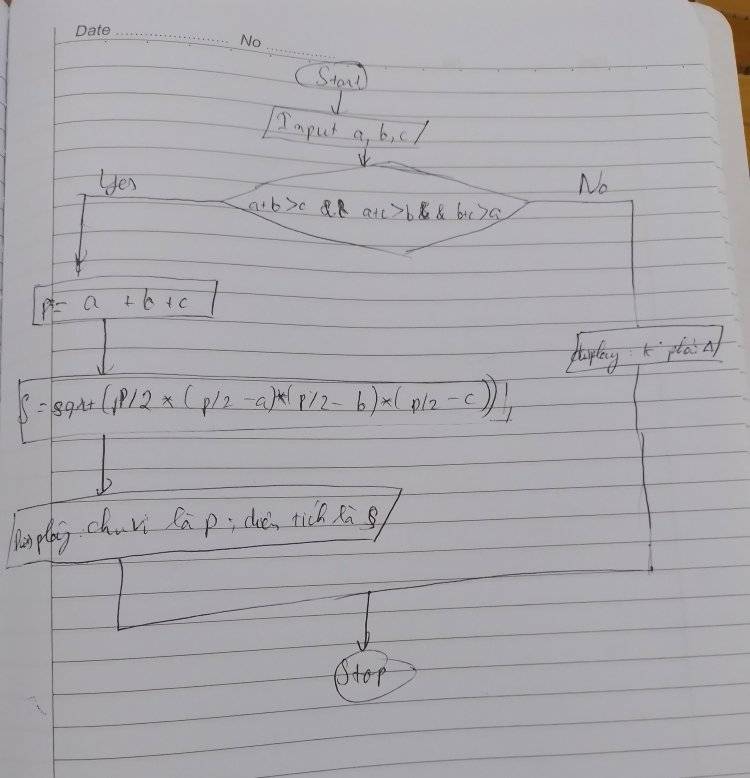 Date
No
Start
Input a, b, c
Yes
No
a+b>c && a+c>b && b+c>a
p = a + b + c
display: k° phải Δ
S = sqrt (p/2 * (p/2 - a)*(p/2 - b)*(p/2 - c))
Display: chu vi là p; diện tích là S
Stop